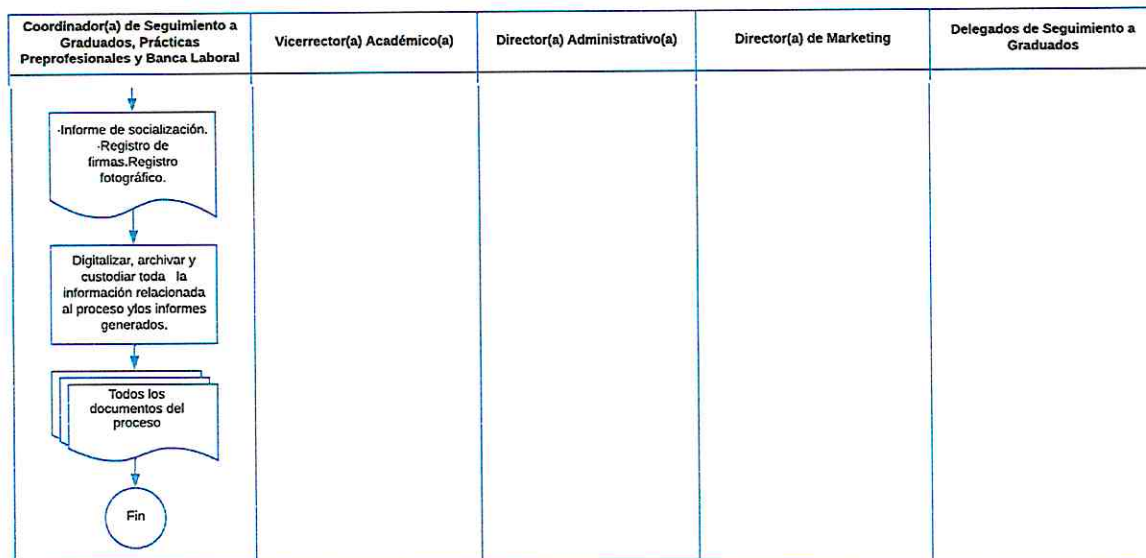 Coordinador(a) de Seguimiento a
Graduados, Prácticas
Preprofesionales y Banca Laboral
Vicerrector(a) Académico(a)
Director(a) Administrativo(a)
Director(a) de Marketing
Delegados de Seguimiento a
Graduados
-Informe de socialización.
-Registro de
firmas.Registro
fotográfico.
Digitalizar, archivar y
custodiar toda la
información relacionada
al proceso ylos informes
generados.
Todos los
documentos del
proceso
Fin